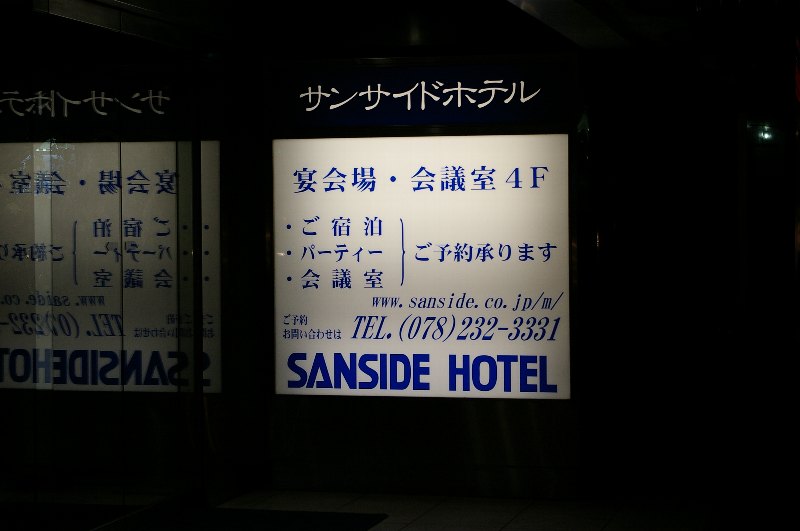 サンサイドホテル
宴会場・会議室4F
・ご宿泊
・パーティー
・会議室
ご予約承ります
www.sanside.co.jp/m/
ご予約
お問い合わせは
TEL.(078)232-3331
SANSIDE HOTEL